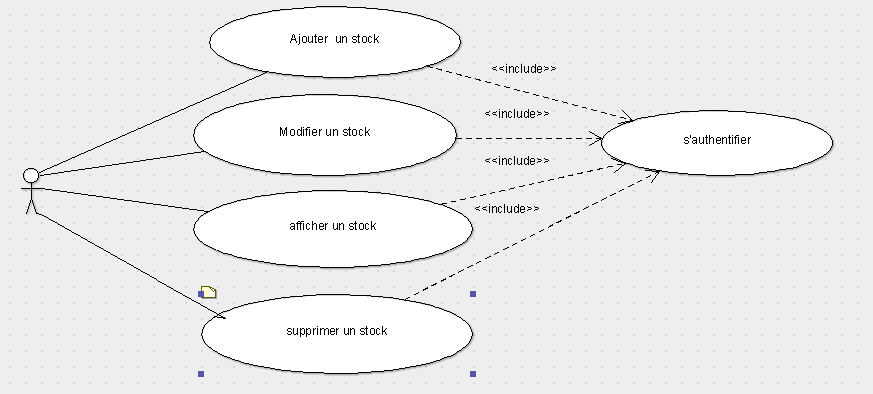 Ajouter  un stock
<<include>>
Modifier un stock
<<include>>
s'authentifier
<<include>>
afficher un stock
<<include>>
supprimer un stock